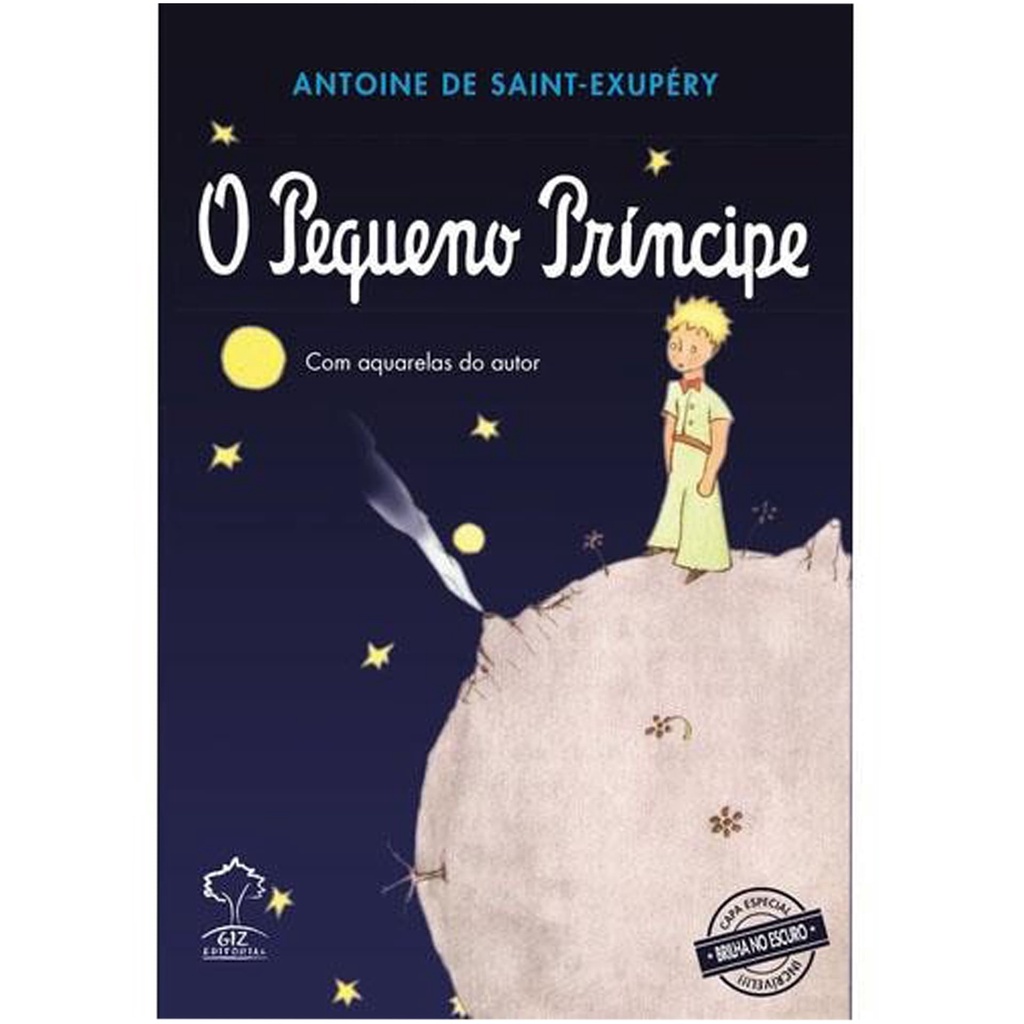 ANTOINE DE SAINT-EXUPÉRY
O Pequeno Príncipe
Com aquarelas do autor
GIZ
EDITORIAL
CAPA ESPECIAL
• BRILHA NO ESCURO •
INCRÍVEL!!!